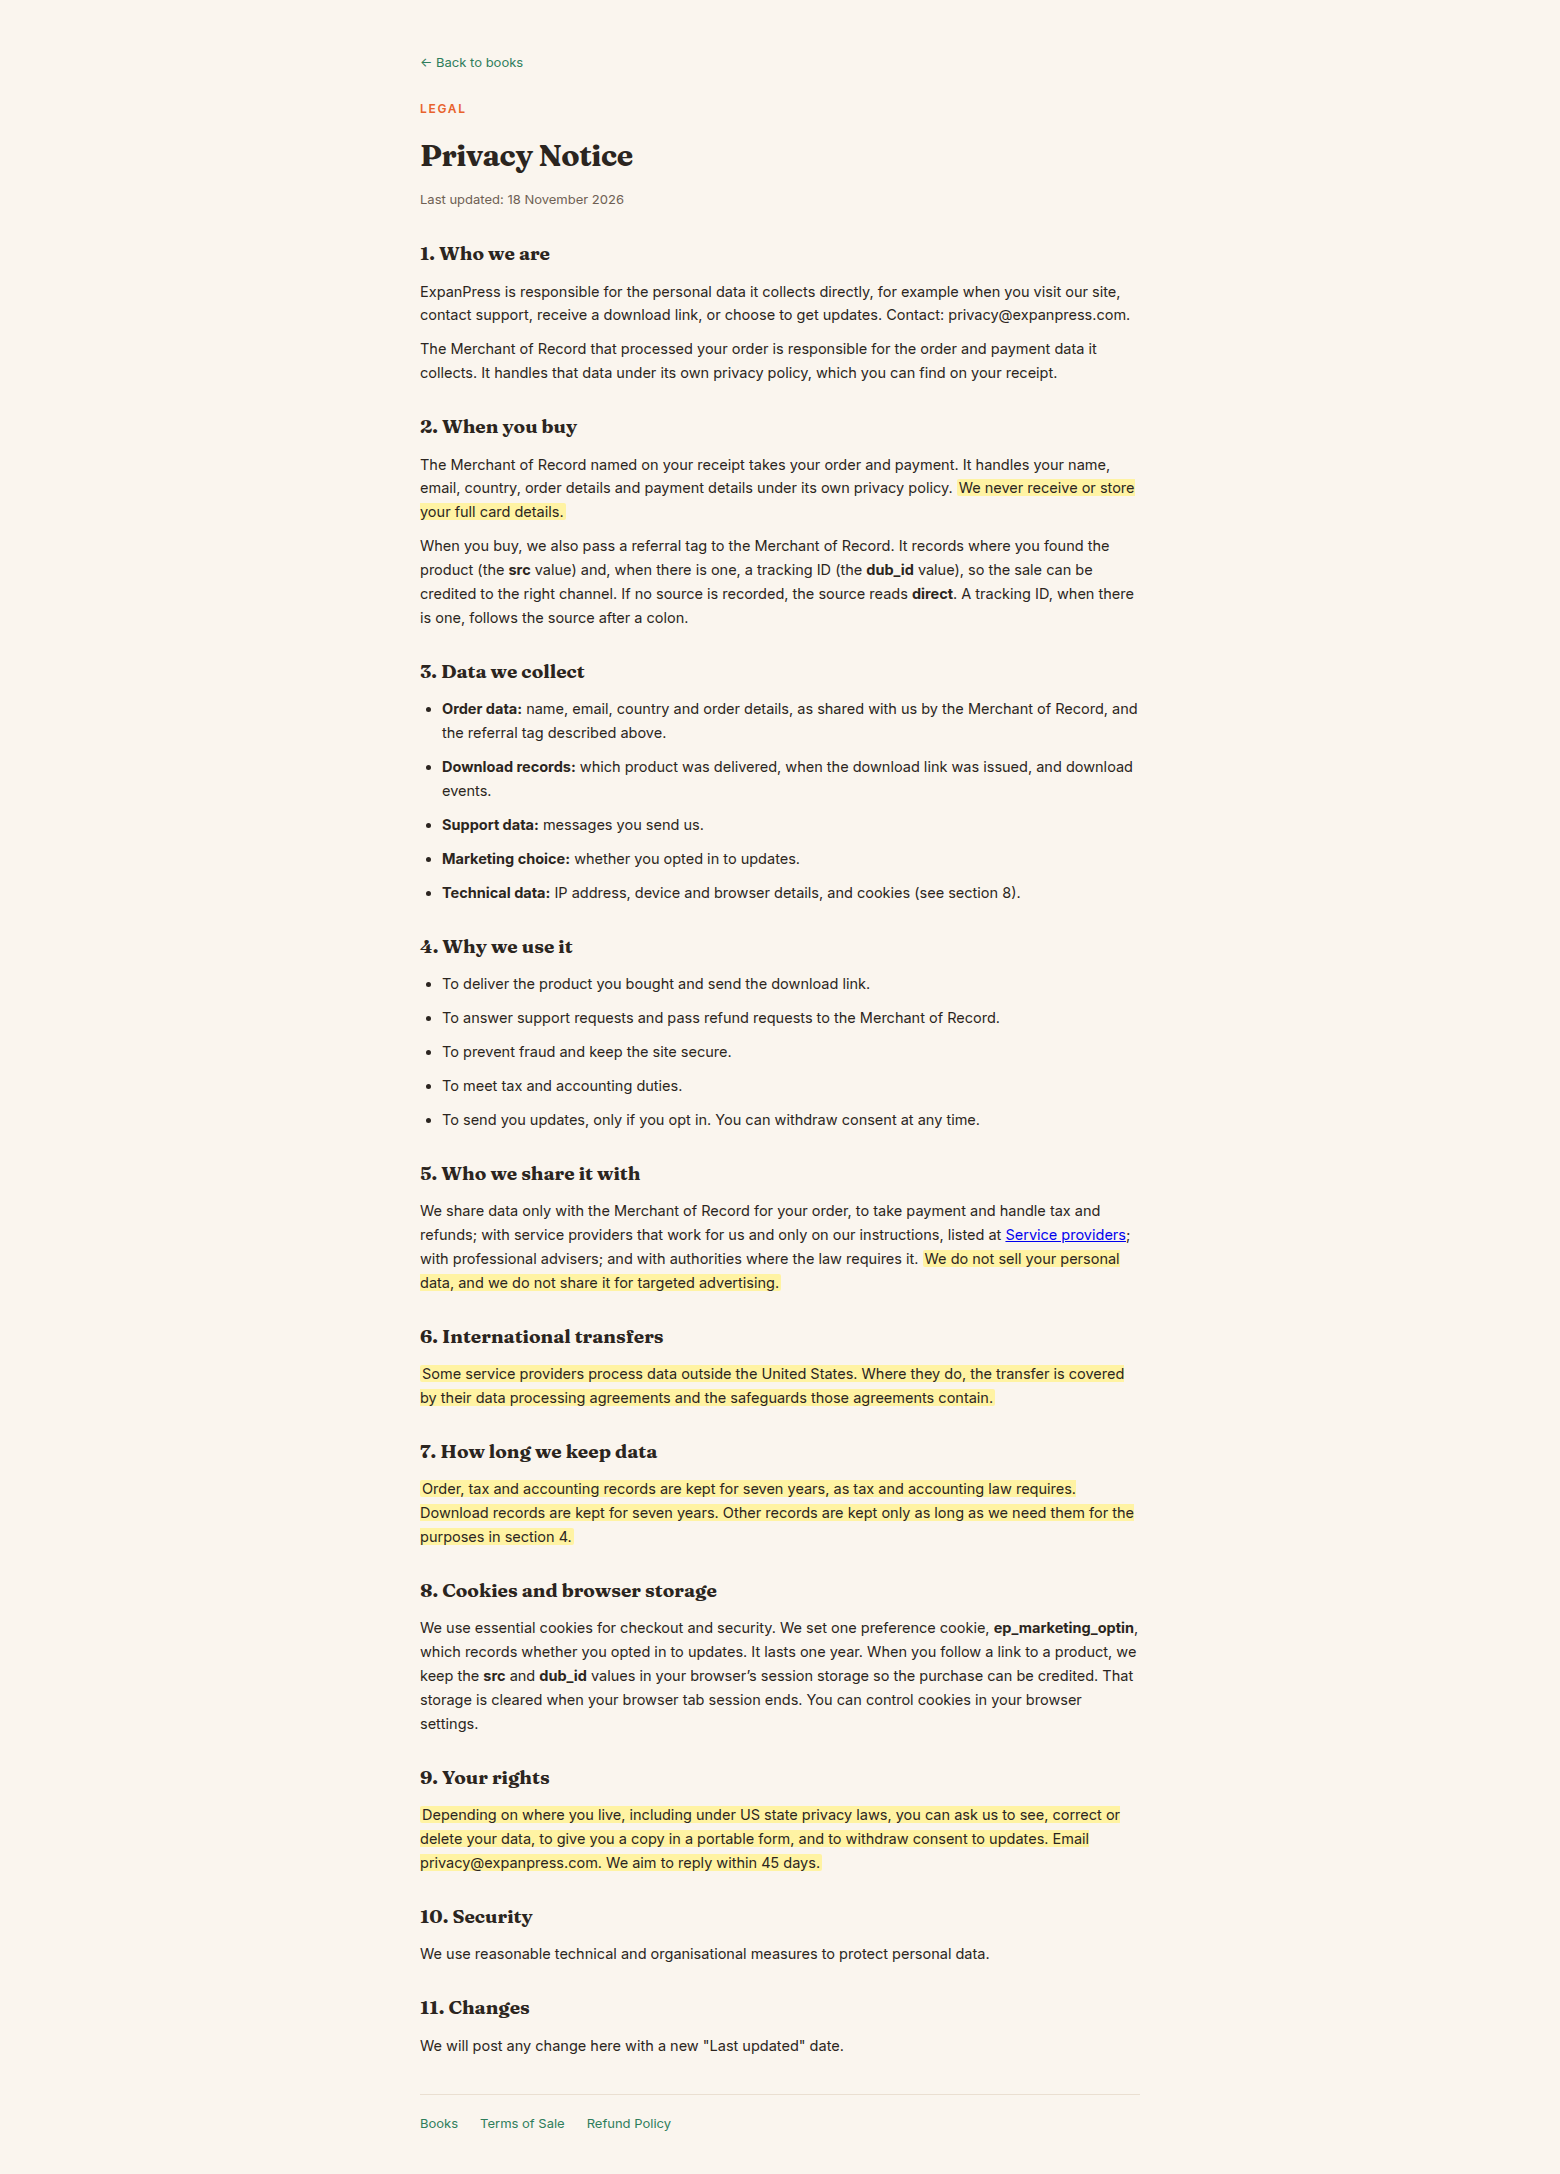 ← Back to books
LEGAL
Privacy Notice
Last updated: 18 November 2026
1. Who we are
ExpanPress is responsible for the personal data it collects directly, for example when you visit our site,
contact support, receive a download link, or choose to get updates. Contact: privacy@expanpress.com.
The Merchant of Record that processed your order is responsible for the order and payment data it
collects. It handles that data under its own privacy policy, which you can find on your receipt.
2. When you buy
The Merchant of Record named on your receipt takes your order and payment. It handles your name,
email, country, order details and payment details under its own privacy policy. We never receive or store
your full card details.
When you buy, we also pass a referral tag to the Merchant of Record. It records where you found the
product (the src value) and, when there is one, a tracking ID (the dub_id value), so the sale can be
credited to the right channel. If no source is recorded, the source reads direct. A tracking ID, when there
is one, follows the source after a colon.
3. Data we collect
• Order data: name, email, country and order details, as shared with us by the Merchant of Record, and
the referral tag described above.
• Download records: which product was delivered, when the download link was issued, and download
events.
• Support data: messages you send us.
• Marketing choice: whether you opted in to updates.
• Technical data: IP address, device and browser details, and cookies (see section 8).
4. Why we use it
• To deliver the product you bought and send the download link.
• To answer support requests and pass refund requests to the Merchant of Record.
• To prevent fraud and keep the site secure.
• To meet tax and accounting duties.
• To send you updates, only if you opt in. You can withdraw consent at any time.
5. Who we share it with
We share data only with the Merchant of Record for your order, to take payment and handle tax and
refunds; with service providers that work for us and only on our instructions, listed at Service providers;
with professional advisers; and with authorities where the law requires it. We do not sell your personal
data, and we do not share it for targeted advertising.
6. International transfers
Some service providers process data outside the United States. Where they do, the transfer is covered
by their data processing agreements and the safeguards those agreements contain.
7. How long we keep data
Order, tax and accounting records are kept for seven years, as tax and accounting law requires.
Download records are kept for seven years. Other records are kept only as long as we need them for the
purposes in section 4.
8. Cookies and browser storage
We use essential cookies for checkout and security. We set one preference cookie, ep_marketing_optin,
which records whether you opted in to updates. It lasts one year. When you follow a link to a product, we
keep the src and dub_id values in your browser’s session storage so the purchase can be credited. That
storage is cleared when your browser tab session ends. You can control cookies in your browser
settings.
9. Your rights
Depending on where you live, including under US state privacy laws, you can ask us to see, correct or
delete your data, to give you a copy in a portable form, and to withdraw consent to updates. Email
privacy@expanpress.com. We aim to reply within 45 days.
10. Security
We use reasonable technical and organisational measures to protect personal data.
11. Changes
We will post any change here with a new "Last updated" date.
Books Terms of Sale Refund Policy